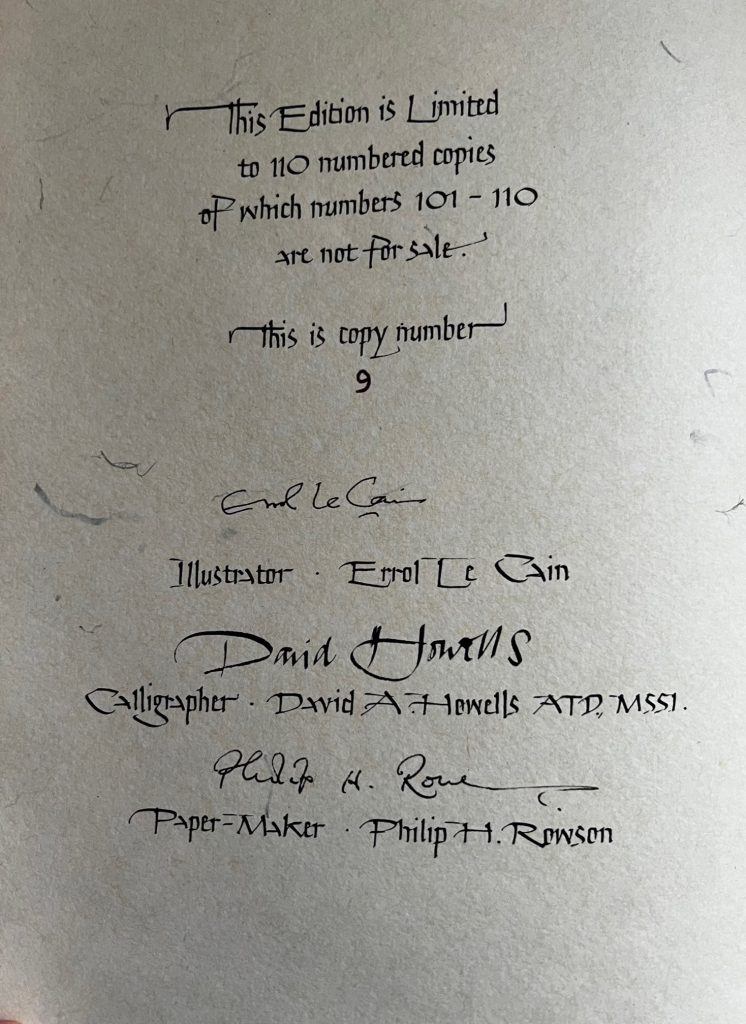 This Edition is Limited
to 110 numbered copies
of which numbers 101 - 110
are not for sale.
This is copy number
9
Errol Le Cain
Illustrator · Errol Le Cain
David Howells
Calligrapher · David A. Howells ATD, MSSI.
Philip H. Rowson
Paper-Maker · Philip H. Rowson